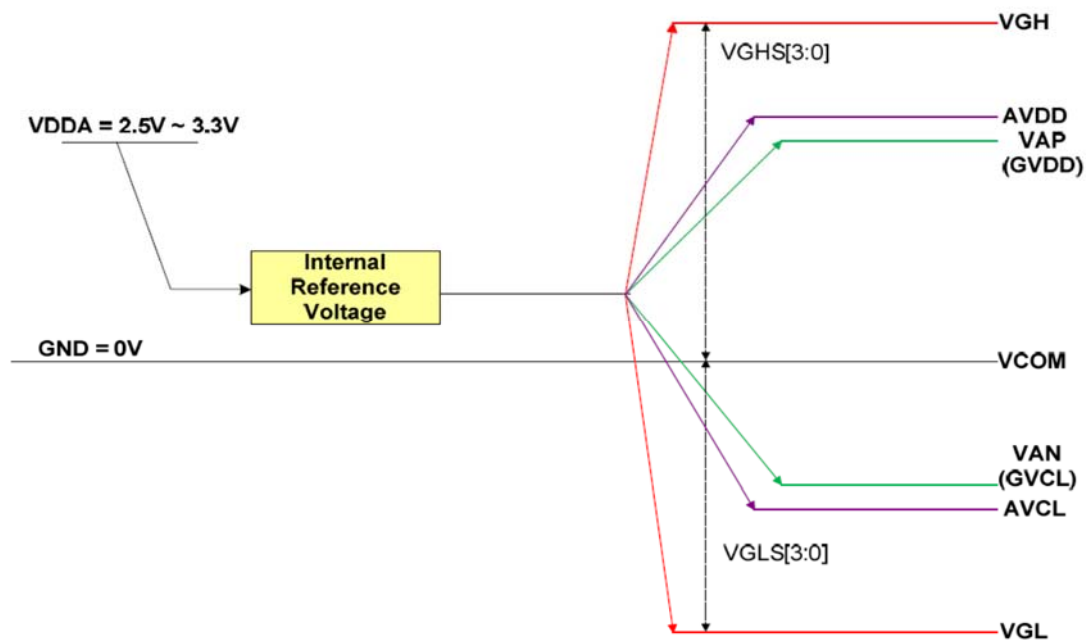 VGH
VGHS[3:0]
AVDD
VDDA = 2.5V ~ 3.3V
VAP
(GVDD)
Internal
Reference
Voltage
GND = 0V
VCOM
VAN
(GVCL)
AVCL
VGLS[3:0]
VGL